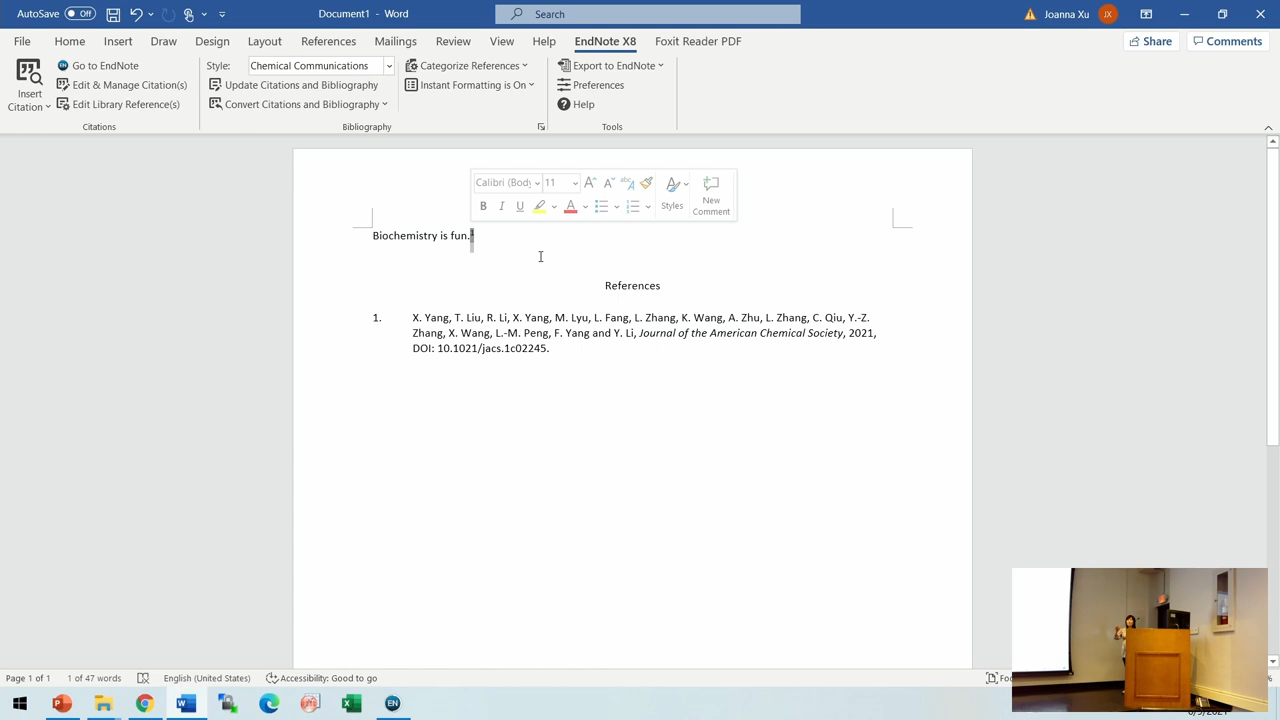 AutoSave Off Document1 - Word Search Joanna Xu JX
File Home Insert Draw Design Layout References Mailings Review View Help EndNote X8 Foxit Reader PDF Share Comments
Insert Citation
Go to EndNote
Edit & Manage Citation(s)
Edit Library Reference(s)
Citations
Style: Chemical Communications
Update Citations and Bibliography
Convert Citations and Bibliography
Categorize References
Instant Formatting is On
Bibliography
Export to EndNote
Preferences
Help
Tools
Calibri (Body 11
B I U A Styles
New Comment
Biochemistry is fun.1
References
1. X. Yang, T. Liu, R. Li, X. Yang, M. Lyu, L. Fang, L. Zhang, K. Wang, A. Zhu, L. Zhang, C. Qiu, Y.-Z.
Zhang, X. Wang, L.-M. Peng, F. Yang and Y. Li, Journal of the American Chemical Society, 2021,
DOI: 10.1021/jacs.1c02245.
Page 1 of 1 1 of 47 words English (United States) Accessibility: Good to go